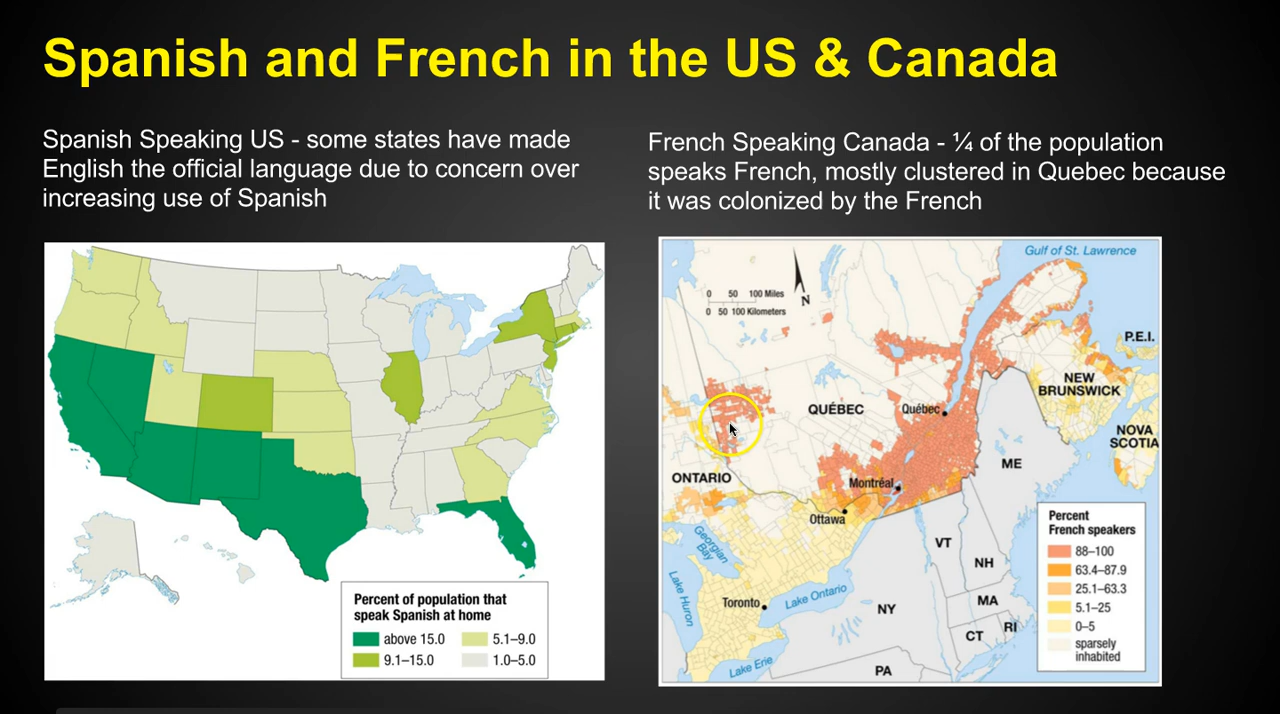 Spanish and French in the US & Canada
Spanish Speaking US - some states have made
English the official language due to concern over
increasing use of Spanish
French Speaking Canada - ¼ of the population
speaks French, mostly clustered in Quebec because
it was colonized by the French
Percent of population that
speak Spanish at home
above 15.0
5.1–9.0
9.1–15.0
1.0–5.0
Gulf of St. Lawrence
0 50 100 Miles
0 50 100 Kilometers
N
P.E.I.
NEW
BRUNSWICK
QUÉBEC
Québec
NOVA
SCOTIA
ME
ONTARIO
Montréal
Ottawa
Georgian
Bay
VT
NH
Lake Huron
Toronto
Lake Ontario
NY
MA
CT
RI
Lake Erie
PA
Percent
French speakers
88–100
63.4–87.9
25.1–63.3
5.1–25
0–5
sparsely
inhabited